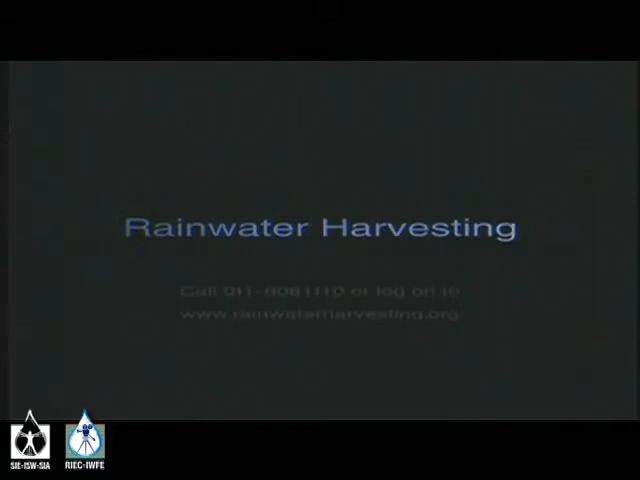 Rainwater Harvesting
Call 011-6081110 or log on to
www.rainwaterharvesting.org
SIE-ISW-SIA RIEC-IWFE